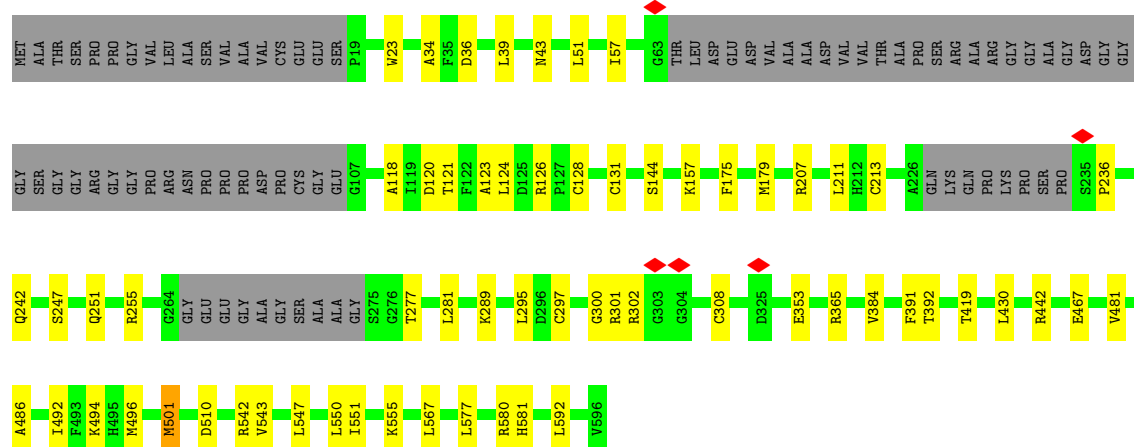 MET ALA THR SER PRO PRO GLY VAL LEU ALA SER VAL ALA VAL CYS GLU GLU SER P19 W23 A34 F35 D36 L39 N43 L51 I57 G63 THR LEU ASP GLU ASP VAL ALA ALA ASP VAL VAL THR ALA PRO SER ARG ALA ARG GLY GLY ALA GLY ASP GLY GLY
GLY SER GLY GLY ARG GLY GLY PRO ARG ASN PRO PRO PRO ASP PRO CYS GLY GLU G107 A118 I119 D120 T121 F122 A123 L124 D125 R126 P127 C128 C131 S144 K157 F175 M179 R207 L211 H212 C213 A226 GLN LYS GLN PRO LYS PRO SER PRO S235 P236
Q242 S247 Q251 R255 G264 GLY GLU GLU GLY ALA GLY SER ALA ALA GLY S275 G276 T277 L281 K289 L295 D296 C297 G300 R301 R302 G303 G304 C308 D325 E353 R365 V384 F391 T392 T419 L430 R442 E467 V481
A486 I492 F493 K494 H495 M496 M501 D510 R542 V543 L547 L550 I551 K555 L567 L577 R580 H581 L592 V596